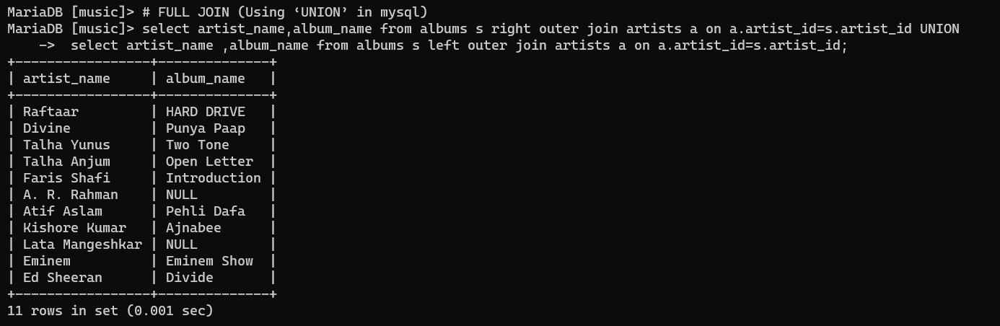 MariaDB [music]> # FULL JOIN (Using ‘UNION’ in mysql)
MariaDB [music]> select artist_name,album_name from albums s right outer join artists a on a.artist_id=s.artist_id UNION
    -> select artist_name ,album_name from albums s left outer join artists a on a.artist_id=s.artist_id;
+-----------------+--------------+
| artist_name     | album_name   |
+-----------------+--------------+
| Raftaar         | HARD DRIVE   |
| Divine          | Punya Paap   |
| Talha Yunus     | Two Tone     |
| Talha Anjum     | Open Letter  |
| Faris Shafi     | Introduction |
| A. R. Rahman    | NULL         |
| Atif Aslam      | Pehli Dafa   |
| Kishore Kumar   | Ajnabee      |
| Lata Mangeshkar | NULL         |
| Eminem          | Eminem Show  |
| Ed Sheeran      | Divide       |
+-----------------+--------------+
11 rows in set (0.001 sec)